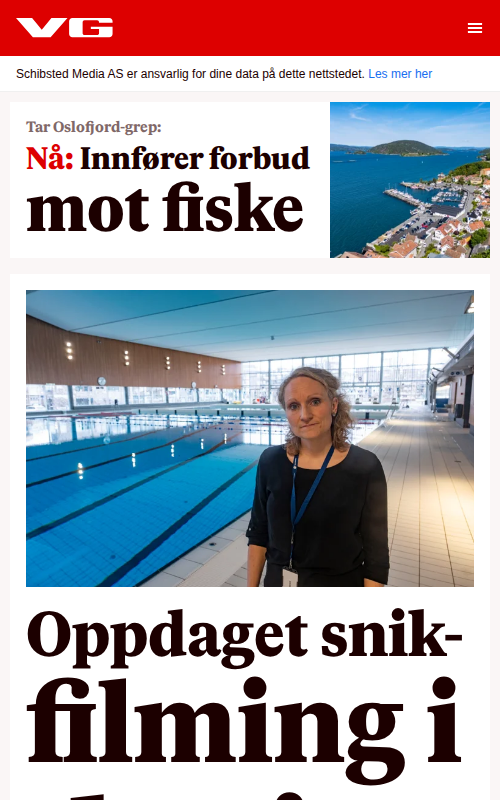 VG
Schibsted Media AS er ansvarlig for dine data på dette nettstedet. Les mer her
Tar Oslofjord-grep:
Nå: Innfører forbud
mot fiske
Oppdaget snik-
filming i